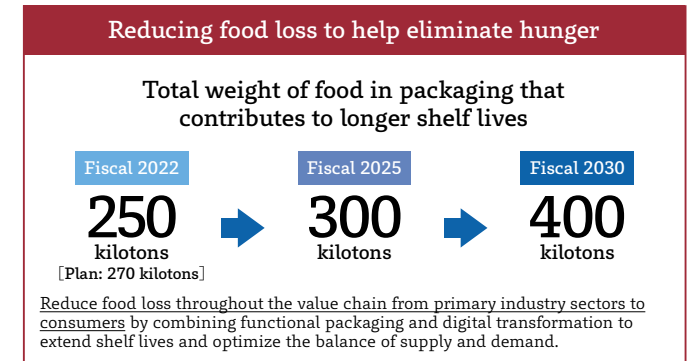 Reducing food loss to help eliminate hunger
Total weight of food in packaging that
contributes to longer shelf lives
Fiscal 2022
250
kilotons
[Plan: 270 kilotons]
Fiscal 2025
300
kilotons
Fiscal 2030
400
kilotons
Reduce food loss throughout the value chain from primary industry sectors to
consumers by combining functional packaging and digital transformation to
extend shelf lives and optimize the balance of supply and demand.